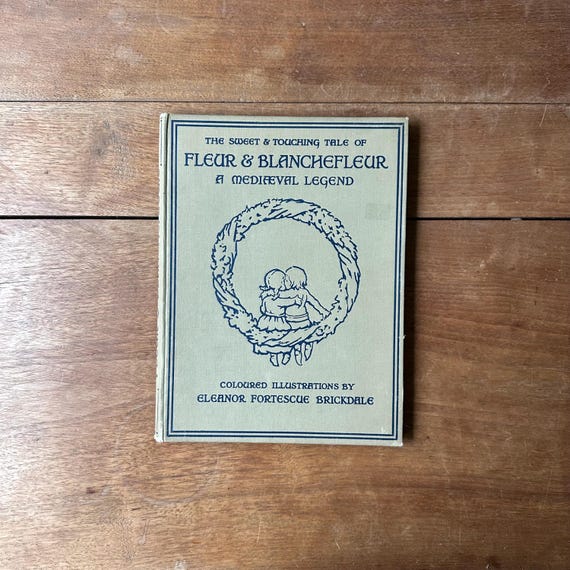 THE SWEET & TOUCHING TALE OF
FLEUR & BLANCHEFLEUR
A MEDIÆVAL LEGEND
COLOURED ILLUSTRATIONS BY
ELEANOR FORTESCUE BRICKDALE